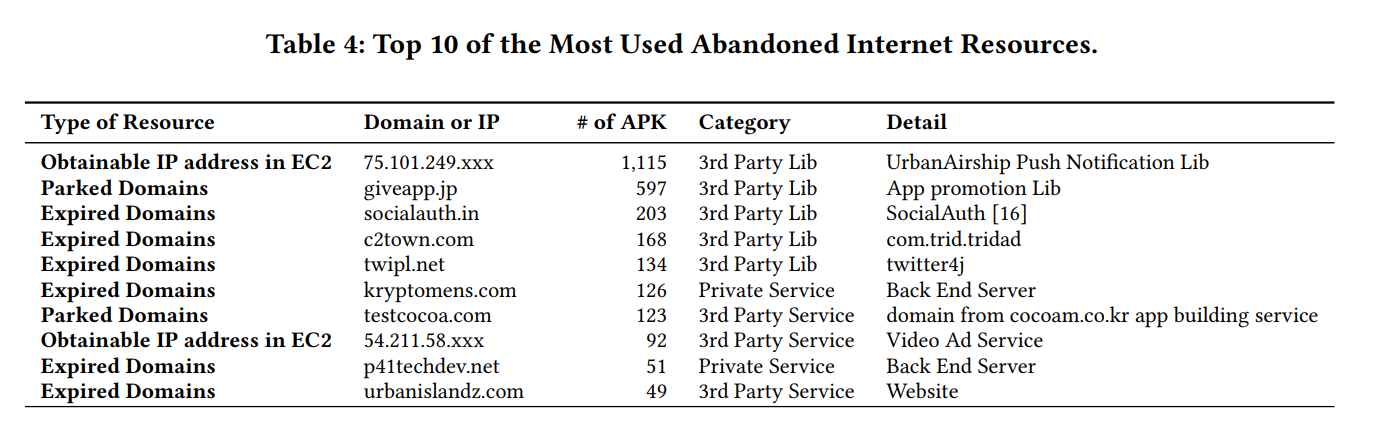 Table 4: Top 10 of the Most Used Abandoned Internet Resources.
Type of Resource Domain or IP # of APK Category Detail
Obtainable IP address in EC2 75.101.249.xxx 1,115 3rd Party Lib UrbanAirship Push Notification Lib
Parked Domains giveapp.jp 597 3rd Party Lib App promotion Lib
Expired Domains socialauth.in 203 3rd Party Lib SocialAuth [16]
Expired Domains c2town.com 168 3rd Party Lib com.trid.tridad
Expired Domains twipl.net 134 3rd Party Lib twitter4j
Expired Domains kryptomens.com 126 Private Service Back End Server
Parked Domains testcocoa.com 123 3rd Party Service domain from cocoam.co.kr app building service
Obtainable IP address in EC2 54.211.58.xxx 92 3rd Party Service Video Ad Service
Expired Domains p41techdev.net 51 Private Service Back End Server
Expired Domains urbanislandz.com 49 3rd Party Service Website